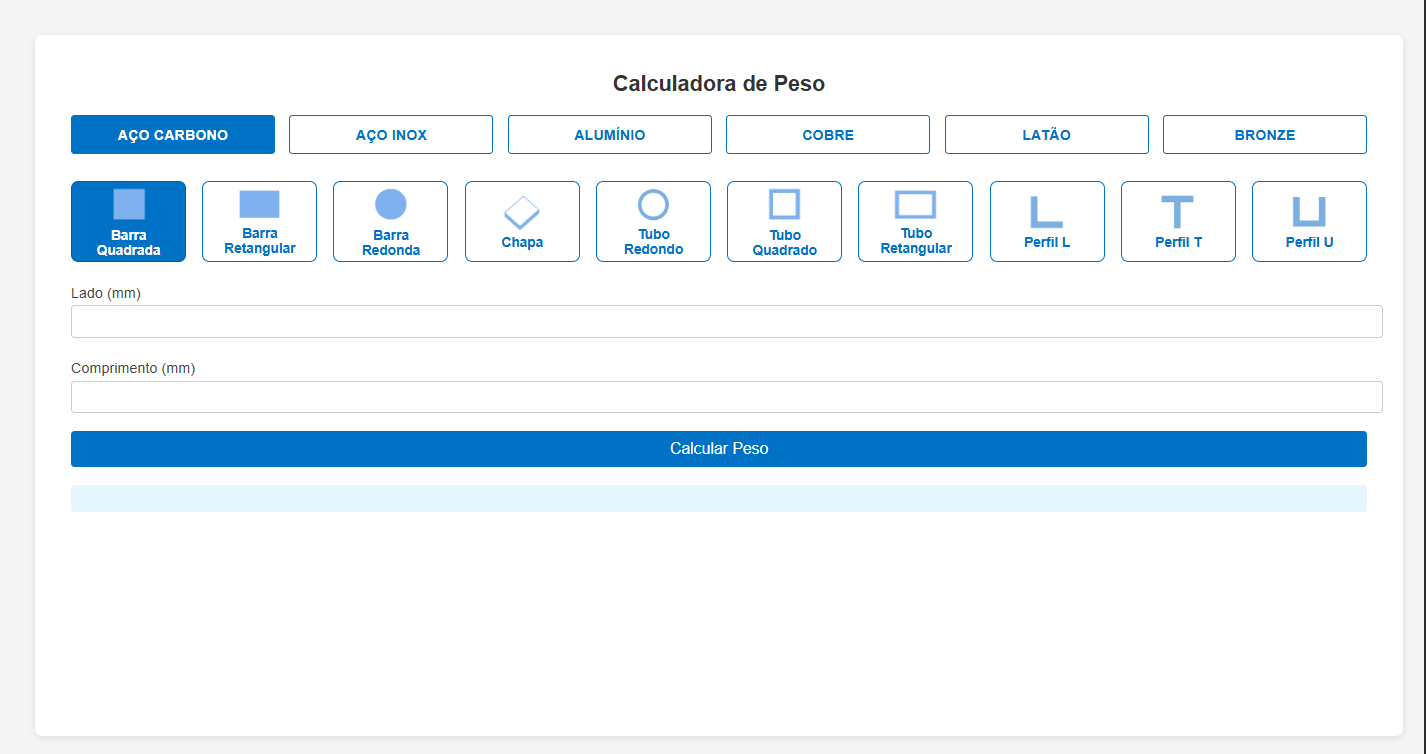 Calculadora de Peso
AÇO CARBONO
AÇO INOX
ALUMÍNIO
COBRE
LATÃO
BRONZE
Barra
Quadrada
Barra
Retangular
Barra
Redonda
Chapa
Tubo
Redondo
Tubo
Quadrado
Tubo
Retangular
Perfil L
Perfil T
Perfil U
Lado (mm)
Comprimento (mm)
Calcular Peso